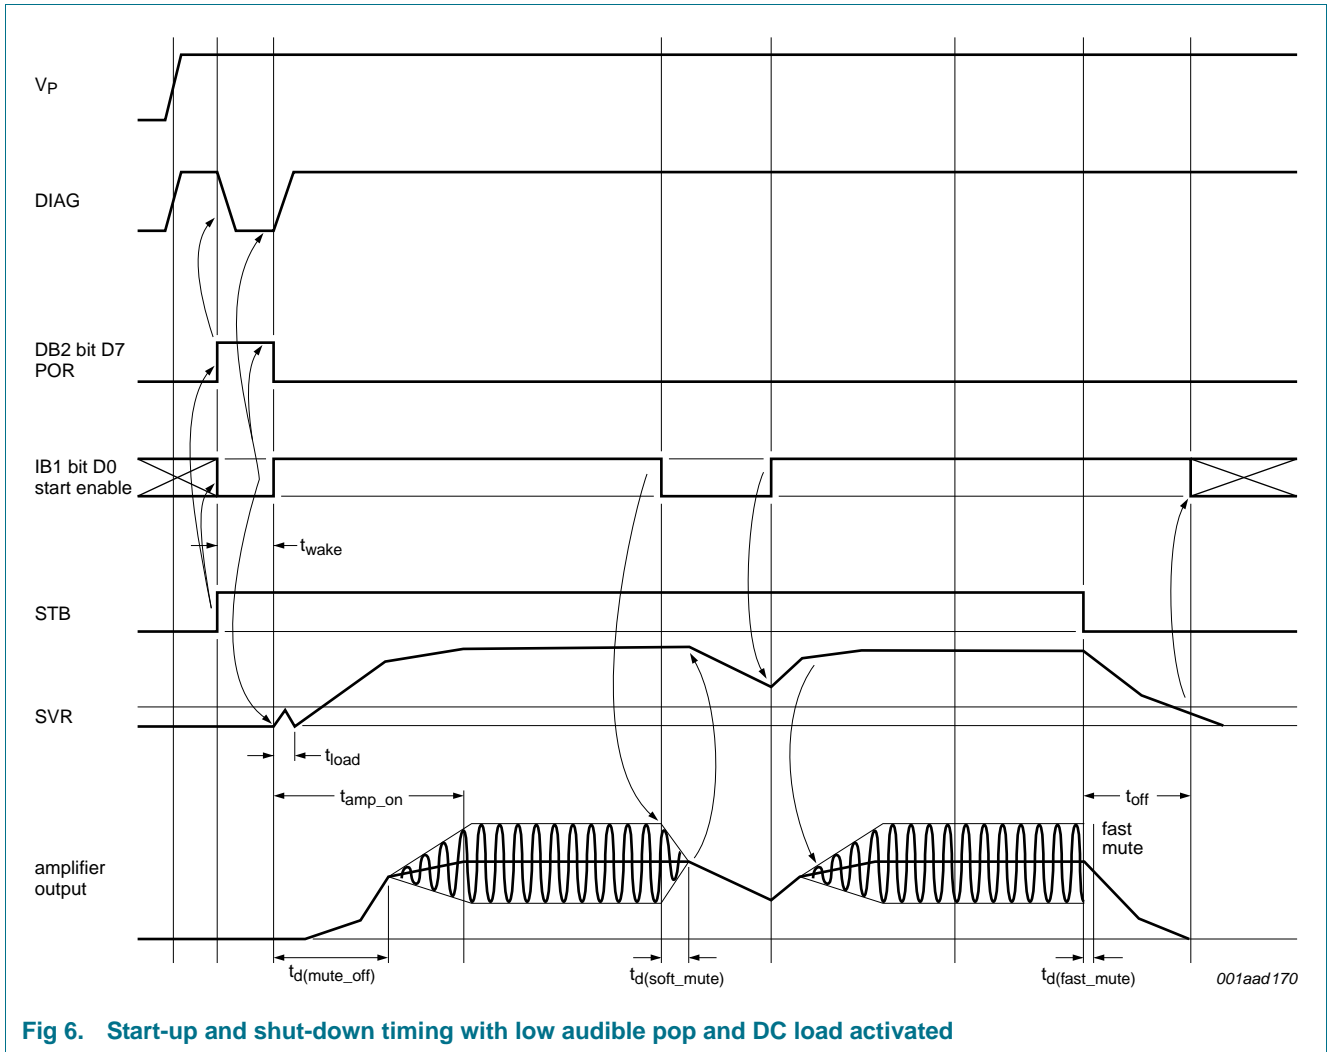 VP
DIAG
DB2 bit D7
POR
IB1 bit D0
start enable
twake
STB
SVR
tload
tamp_on
toff
fast
mute
amplifier
output
td(mute_off)
td(soft_mute)
td(fast_mute)
001aad170
Fig 6. Start-up and shut-down timing with low audible pop and DC load activated